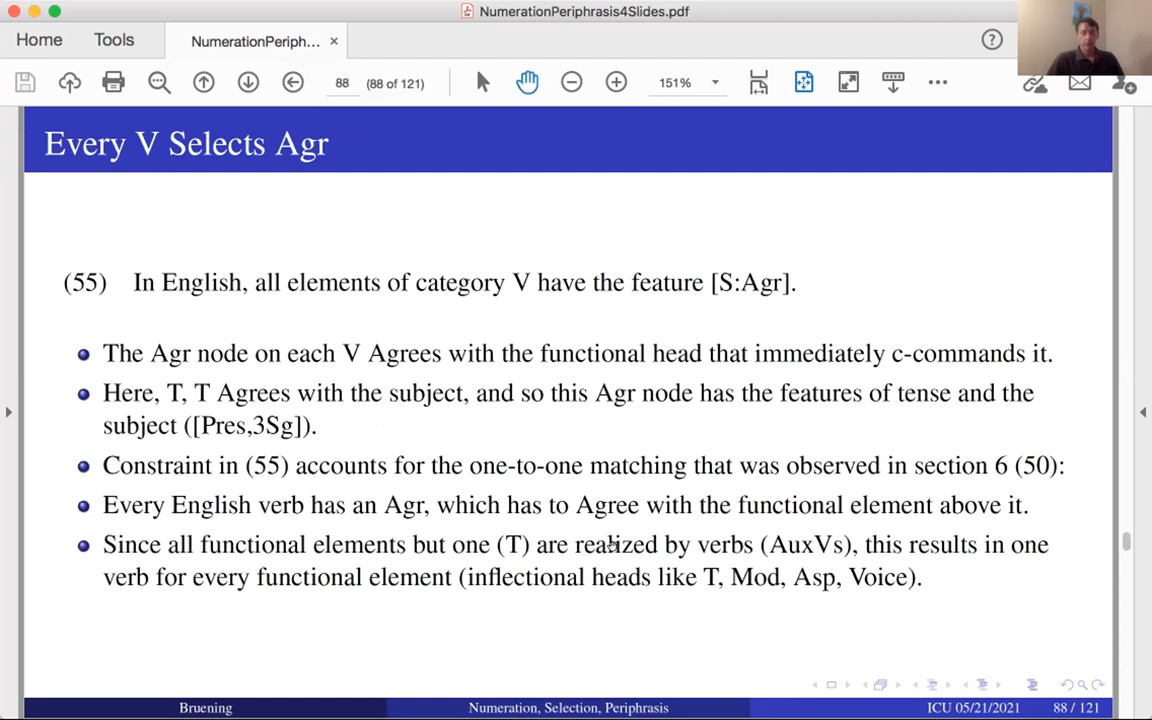 NumerationPeriphrasis4Slides.pdf
Home Tools NumerationPeriph... ×
88 (88 of 121) 151%
Every V Selects Agr
(55) In English, all elements of category V have the feature [S:Agr].
The Agr node on each V Agrees with the functional head that immediately c-commands it.
Here, T, T Agrees with the subject, and so this Agr node has the features of tense and the
subject ([Pres,3Sg]).
Constraint in (55) accounts for the one-to-one matching that was observed in section 6 (50):
Every English verb has an Agr, which has to Agree with the functional element above it.
Since all functional elements but one (T) are realized by verbs (AuxVs), this results in one
verb for every functional element (inflectional heads like T, Mod, Asp, Voice).
Bruening Numeration, Selection, Periphrasis ICU 05/21/2021 88 / 121